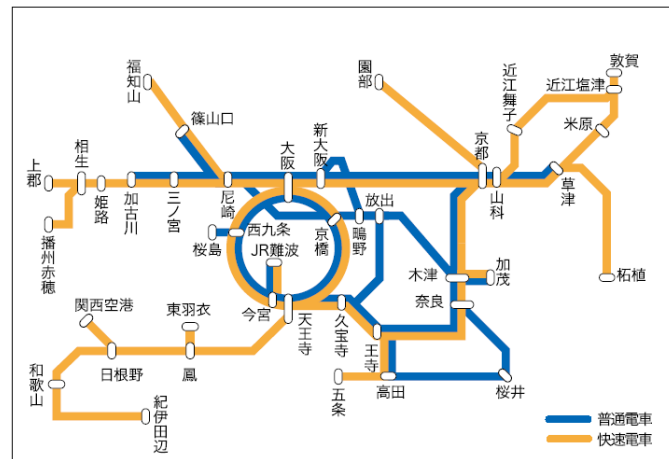 福知山
園部
敦賀
近江塩津
近江舞子
米原
篠山口
大阪
新大阪
京都
相生
上郡
姫路
加古川
三ノ宮
尼崎
山科
草津
播州赤穂
西九条
桜島
JR難波
京橋
鴫野
放出
木津
加茂
奈良
柘植
関西空港
東羽衣
今宮
天王寺
久宝寺
王寺
和歌山
日根野
鳳
五条
高田
桜井
紀伊田辺
普通電車
快速電車